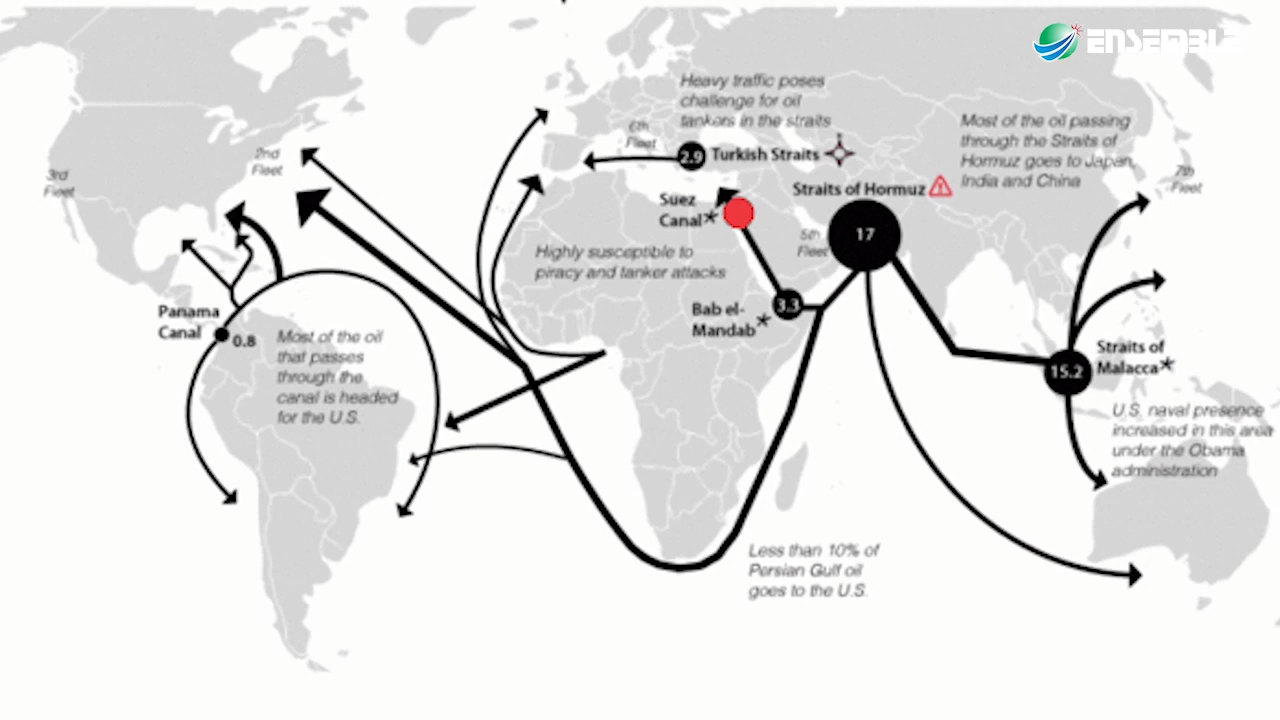 ENSEMBLE
Heavy traffic poses
challenge for oil
tankers in the straits
6th
Fleet
2.9
Turkish Straits
Most of the oil passing
through the Straits of
Hormuz goes to Japan,
India and China
2nd
Fleet
3rd
Fleet
7th
Fleet
Straits of Hormuz
17
5th
Fleet
Suez
Canal*
Highly susceptible to
piracy and tanker attacks
3.3
Bab el-
Mandab*
Panama
Canal
0.8
Most of the oil
that passes
through the
canal is headed
for the U.S.
Straits of
Malacca*
15.2
U.S. naval presence
increased in this area
under the Obama
administration
Less than 10% of
Persian Gulf oil
goes to the U.S.